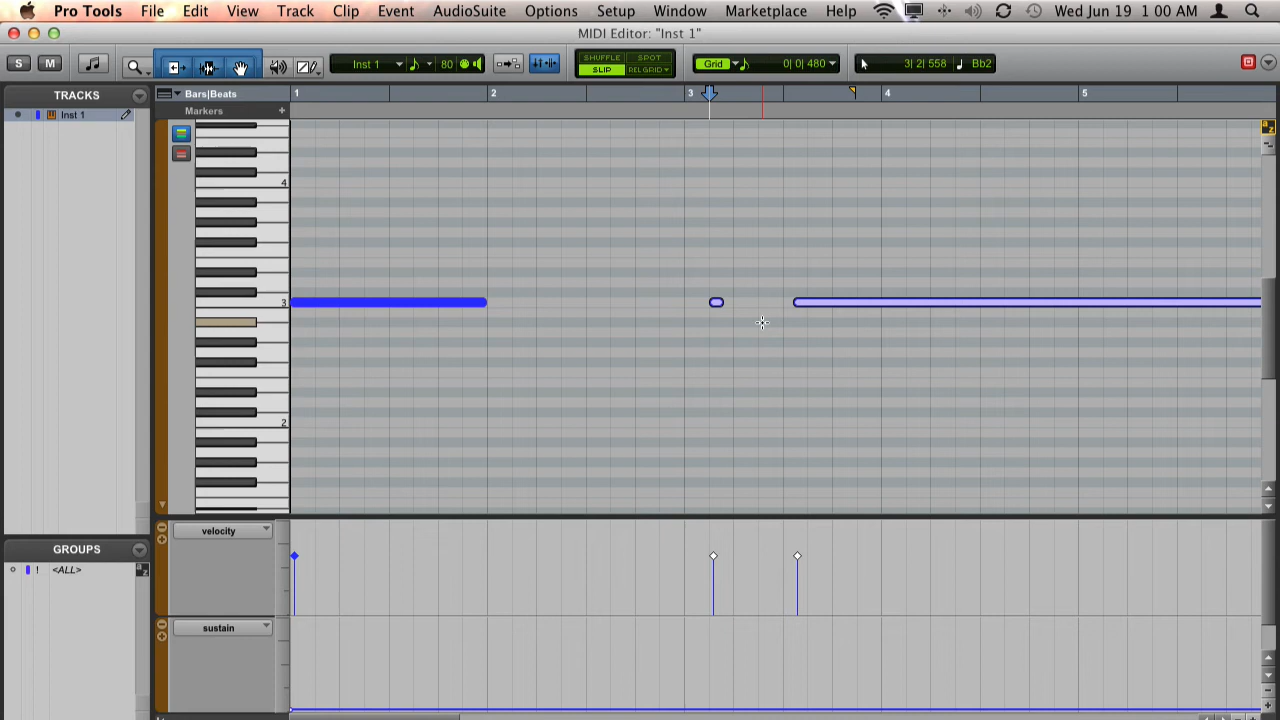 Pro Tools File Edit View Track Clip Event AudioSuite Options Setup Window Marketplace Help Wed Jun 19 1:00 AM
MIDI Editor: "Inst 1"
S M Inst 1 80 SHUFFLE SPOT Grid 0| 0| 480 3| 2| 558 Bb2
SLIP REL GRID
TRACKS Bars|Beats 1 2 3 4 5
Inst 1 Markers +
a
z
4
3
2
velocity
GROUPS
! <ALL> a
z
sustain